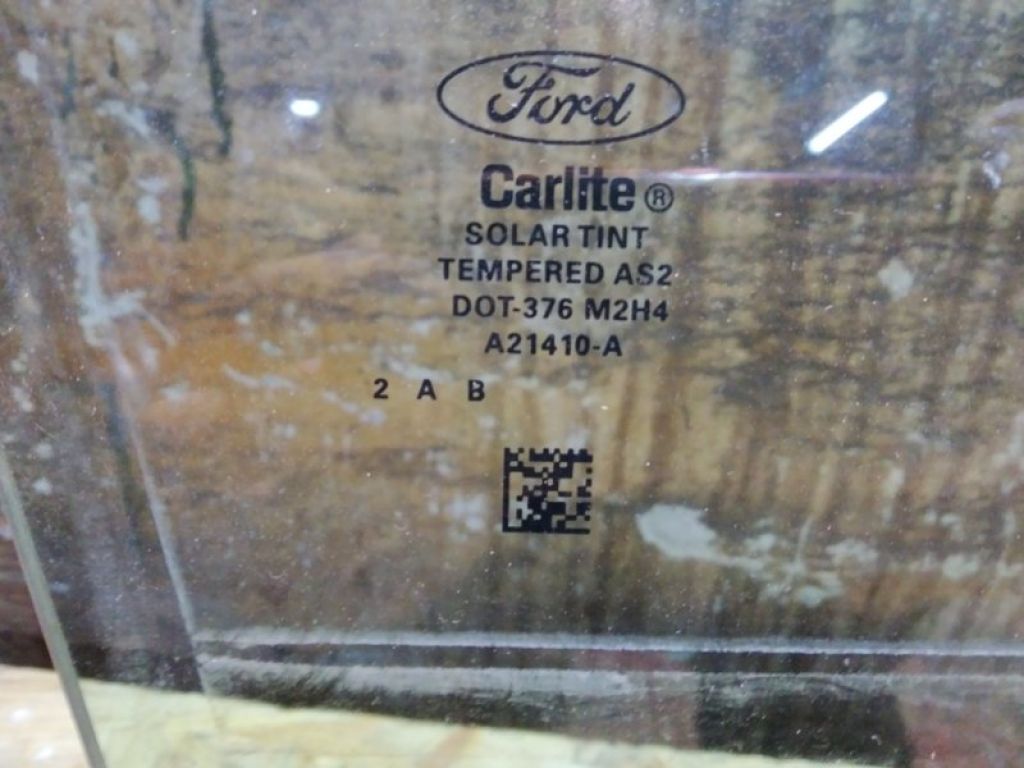 Ford
Carlite®
SOLAR TINT
TEMPERED AS2
DOT-376 M2H4
A21410-A
2 A B